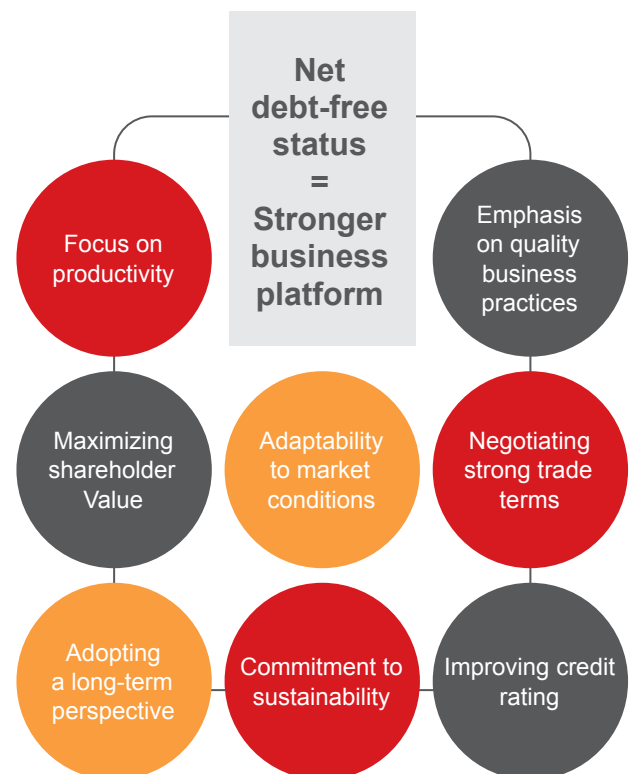 Net
debt-free
status
=
Stronger
business
platform
Focus on
productivity
Emphasis
on quality
business
practices
Maximizing
shareholder
Value
Adaptability
to market
conditions
Negotiating
strong trade
terms
Adopting
a long-term
perspective
Commitment to
sustainability
Improving credit
rating